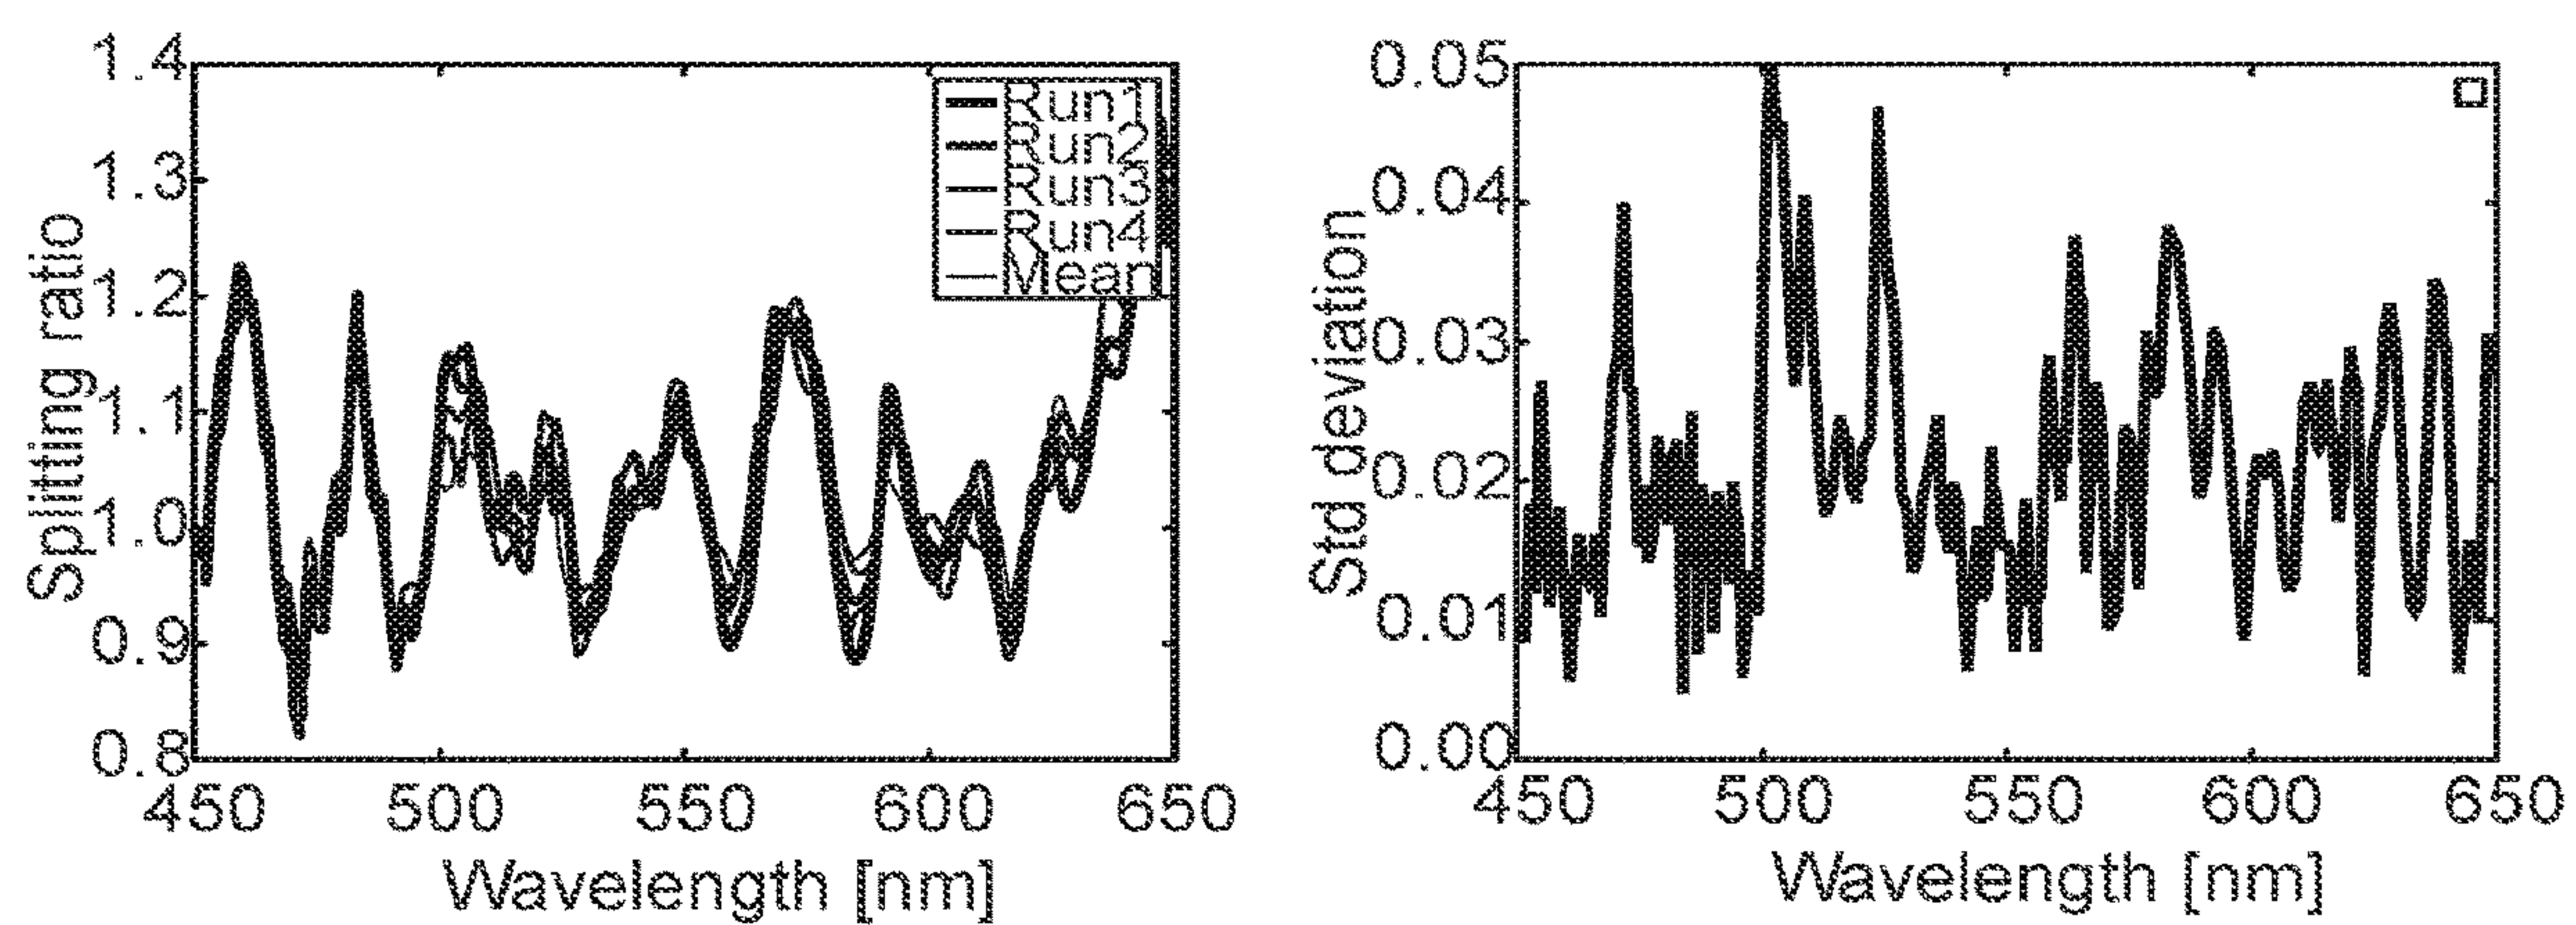 1.4
1.3
1.2
1.1
1.0
0.9
0.8
Splitting ratio
450 500 550 600 650
Wavelength [nm]
Run1
Run2
Run3
Run4
Mean
0.05
0.04
0.03
0.02
0.01
0.00
Std deviation
450 500 550 600 650
Wavelength [nm]